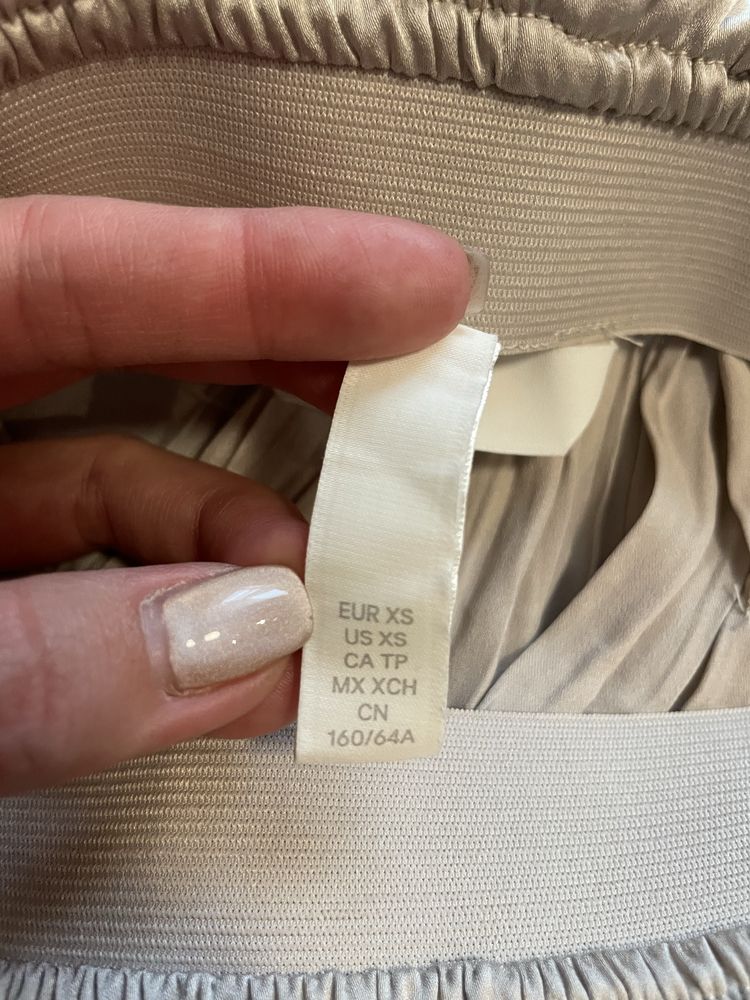 EUR XS
US XS
CA TP
MX XCH
CN
160/64A